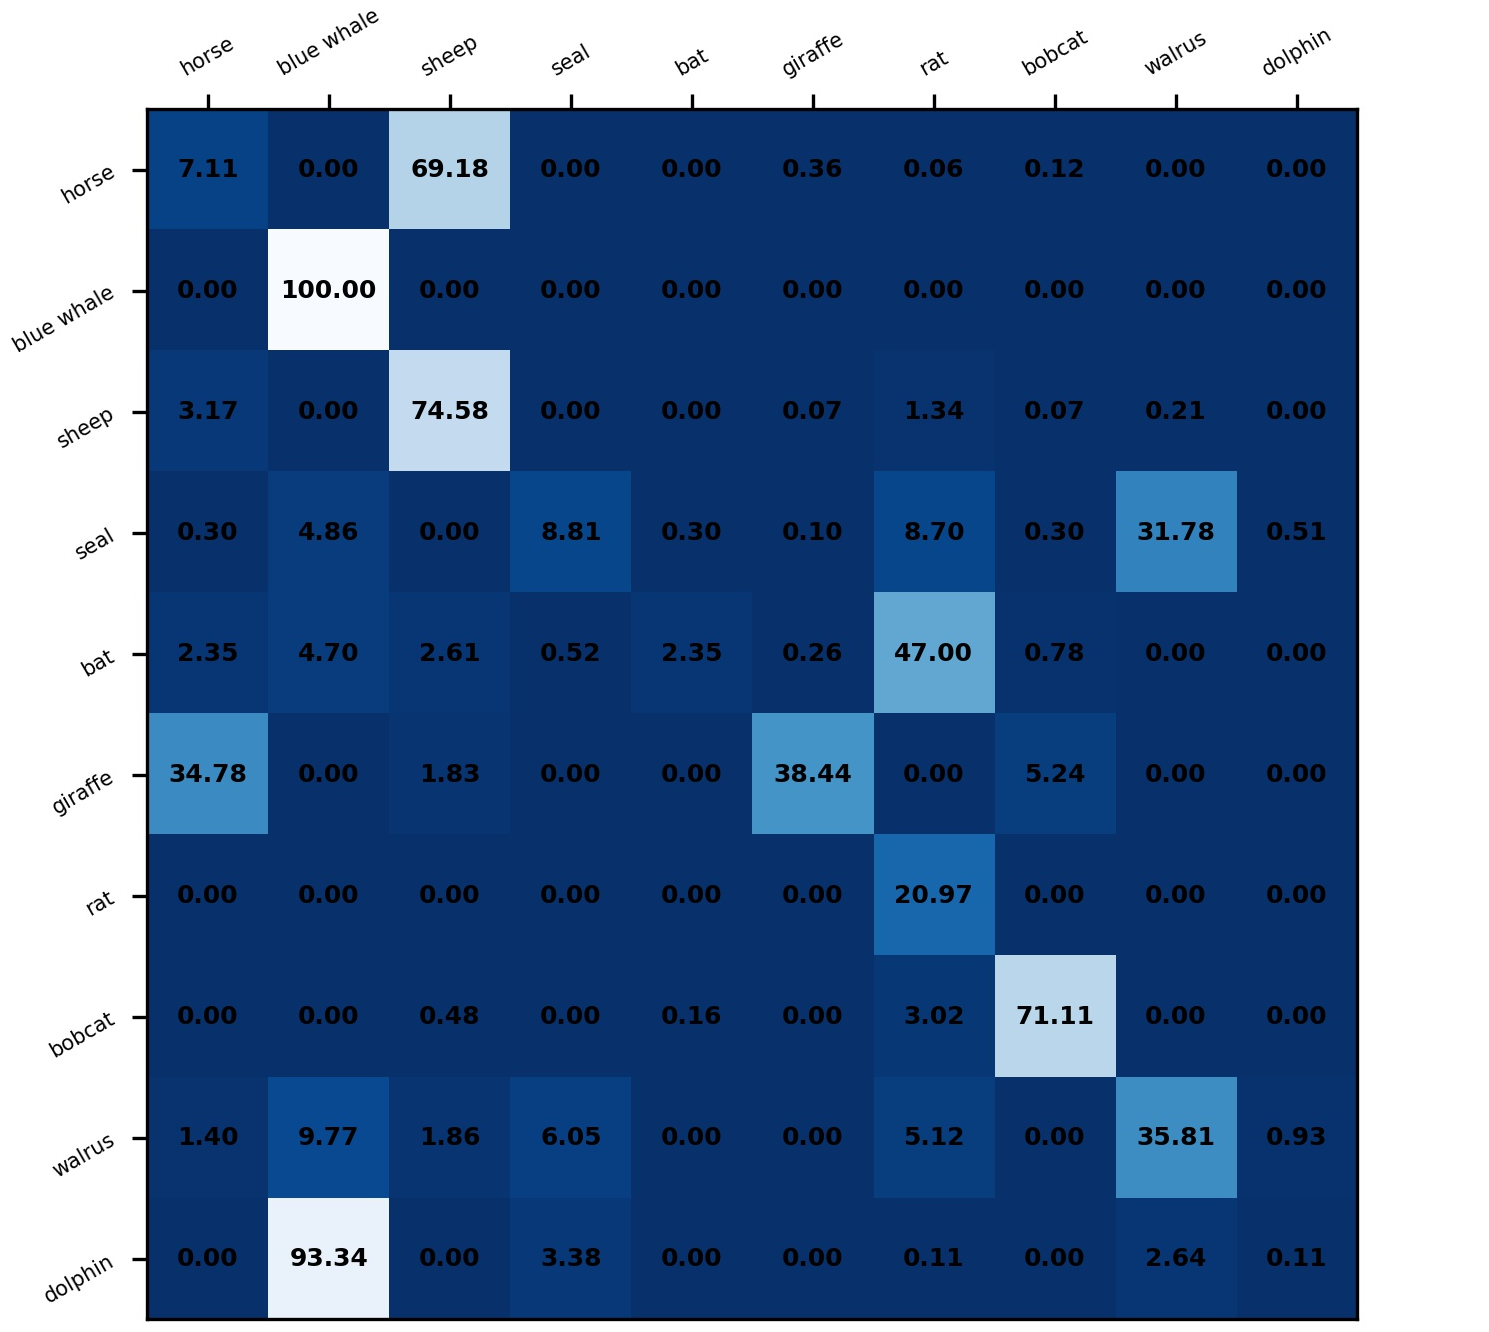 horse blue whale sheep seal bat giraffe rat bobcat walrus dolphin
horse 7.11 0.00 69.18 0.00 0.00 0.36 0.06 0.12 0.00 0.00
blue whale 0.00 100.00 0.00 0.00 0.00 0.00 0.00 0.00 0.00 0.00
sheep 3.17 0.00 74.58 0.00 0.00 0.07 1.34 0.07 0.21 0.00
seal 0.30 4.86 0.00 8.81 0.30 0.10 8.70 0.30 31.78 0.51
bat 2.35 4.70 2.61 0.52 2.35 0.26 47.00 0.78 0.00 0.00
giraffe 34.78 0.00 1.83 0.00 0.00 38.44 0.00 5.24 0.00 0.00
rat 0.00 0.00 0.00 0.00 0.00 0.00 20.97 0.00 0.00 0.00
bobcat 0.00 0.00 0.48 0.00 0.16 0.00 3.02 71.11 0.00 0.00
walrus 1.40 9.77 1.86 6.05 0.00 0.00 5.12 0.00 35.81 0.93
dolphin 0.00 93.34 0.00 3.38 0.00 0.00 0.11 0.00 2.64 0.11